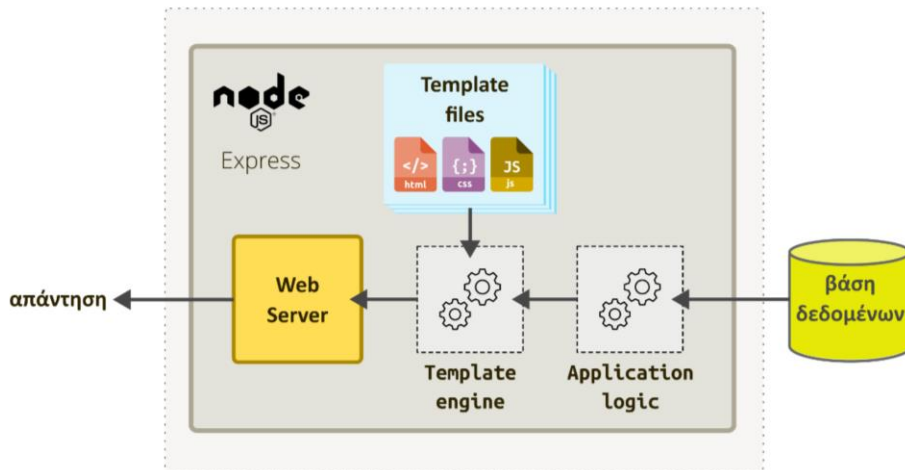 Template
files
</> {;} JS
html css js
node
JS
Express
απάντηση
Web
Server
βάση
δεδομένων
Template
engine
Application
logic